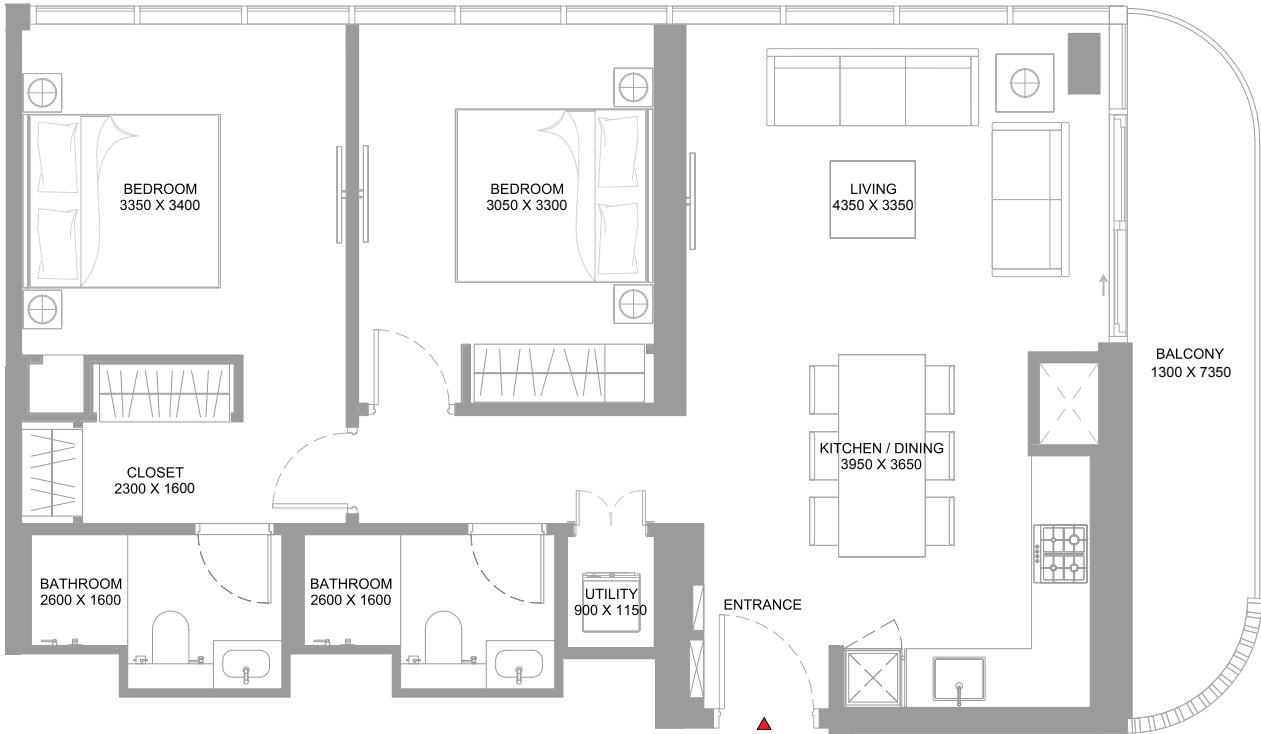 BEDROOM
3350 X 3400
BEDROOM
3050 X 3300
LIVING
4350 X 3350
BALCONY
1300 X 7350
KITCHEN / DINING
3950 X 3650
CLOSET
2300 X 1600
BATHROOM
2600 X 1600
BATHROOM
2600 X 1600
UTILITY
900 X 1150
ENTRANCE